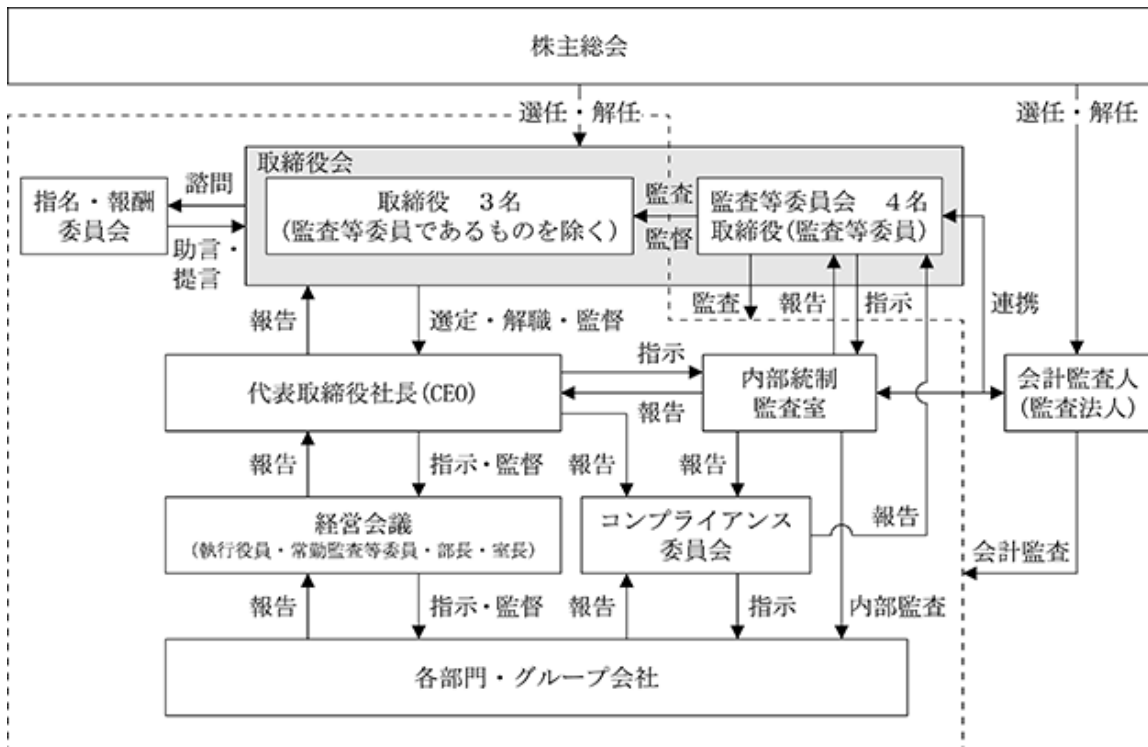 株主総会
選任・解任
選任・解任
取締役会
指名・報酬
委員会
諮問
助言・
提言
取締役 3名
(監査等委員であるものを除く)
監査
監督
監査等委員会 4名
取締役(監査等委員)
報告
選定・解職・監督
監査
報告
指示
連携
代表取締役社長(CEO)
指示
報告
内部統制
監査室
会計監査人
(監査法人)
報告
指示・監督
報告
報告
経営会議
(執行役員・常勤監査等委員・部長・室長)
コンプライアンス
委員会
報告
会計監査
報告
指示・監督
報告
指示
内部監査
各部門・グループ会社